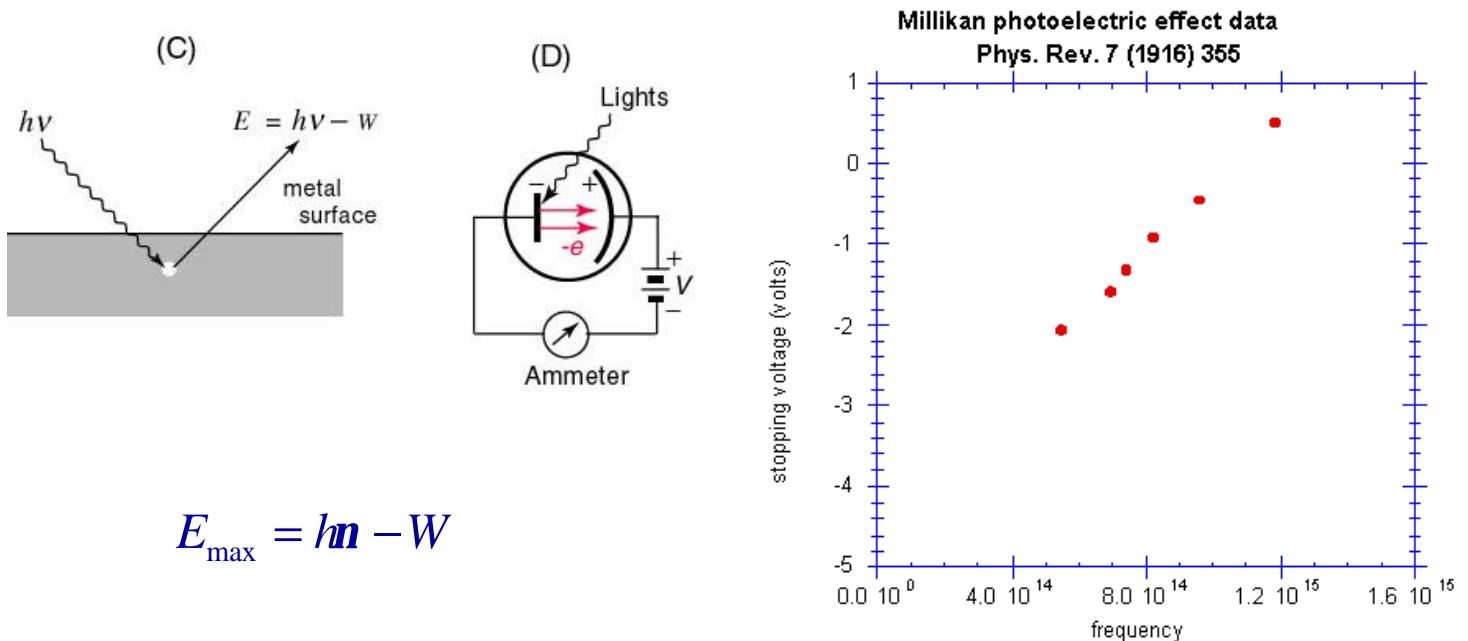 (C)
hν
E = hν – W
metal
surface
(D)
Lights
– +
-e
+
V
–
Ammeter
E_max = hn – W
Millikan photoelectric effect data
Phys. Rev. 7 (1916) 355
stopping voltage (volts)
1
0
-1
-2
-3
-4
-5
0.0 10^0 4.0 10^14 8.0 10^14 1.2 10^15 1.6 10^15
frequency